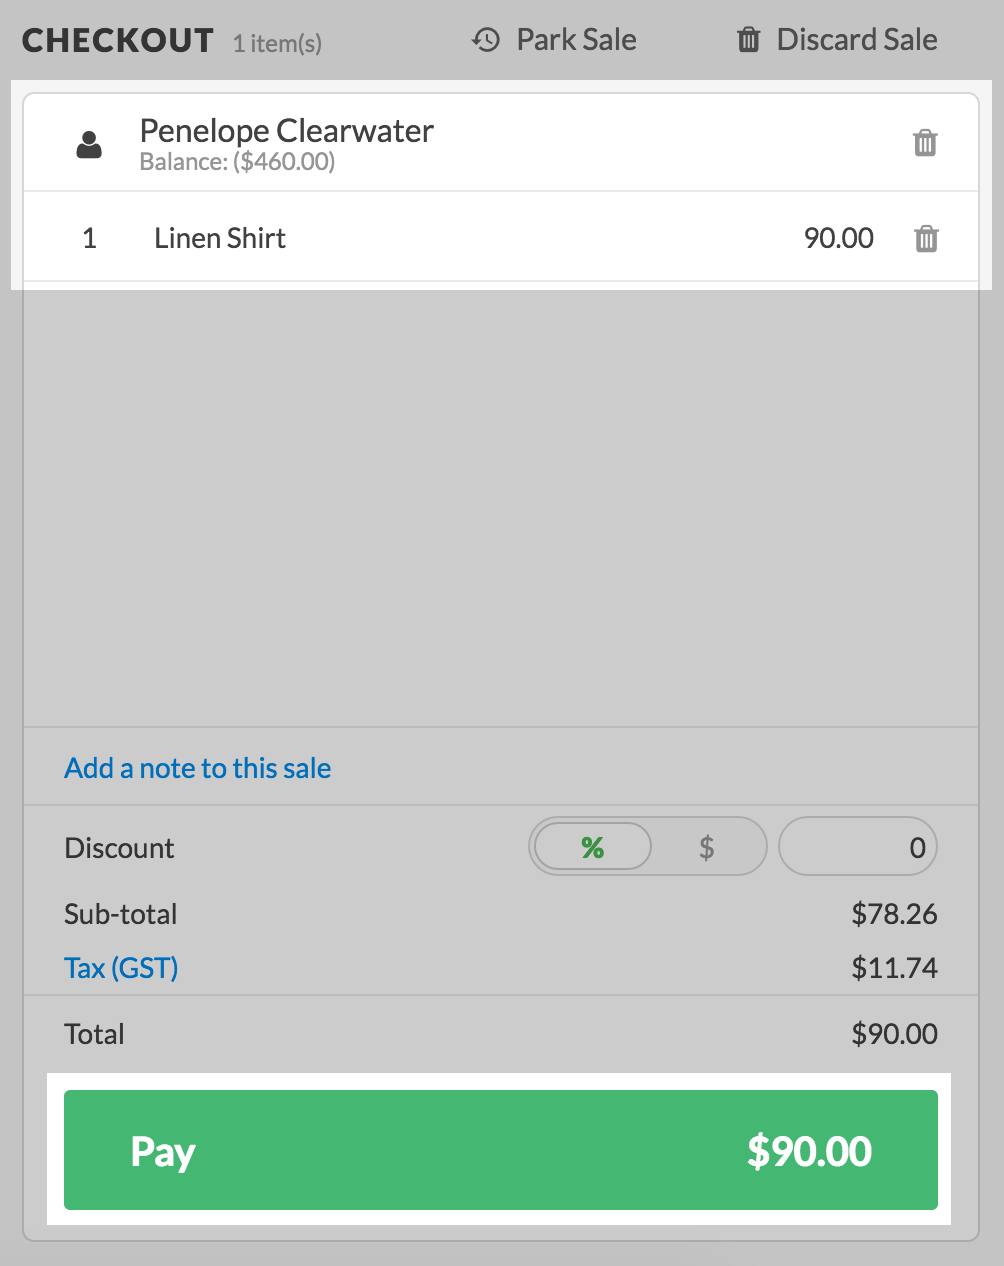 CHECKOUT 1 item(s) Park Sale Discard Sale
Penelope Clearwater
Balance: ($460.00)
1 Linen Shirt 90.00
Add a note to this sale
Discount % $ 0
Sub-total $78.26
Tax (GST) $11.74
Total $90.00
Pay $90.00